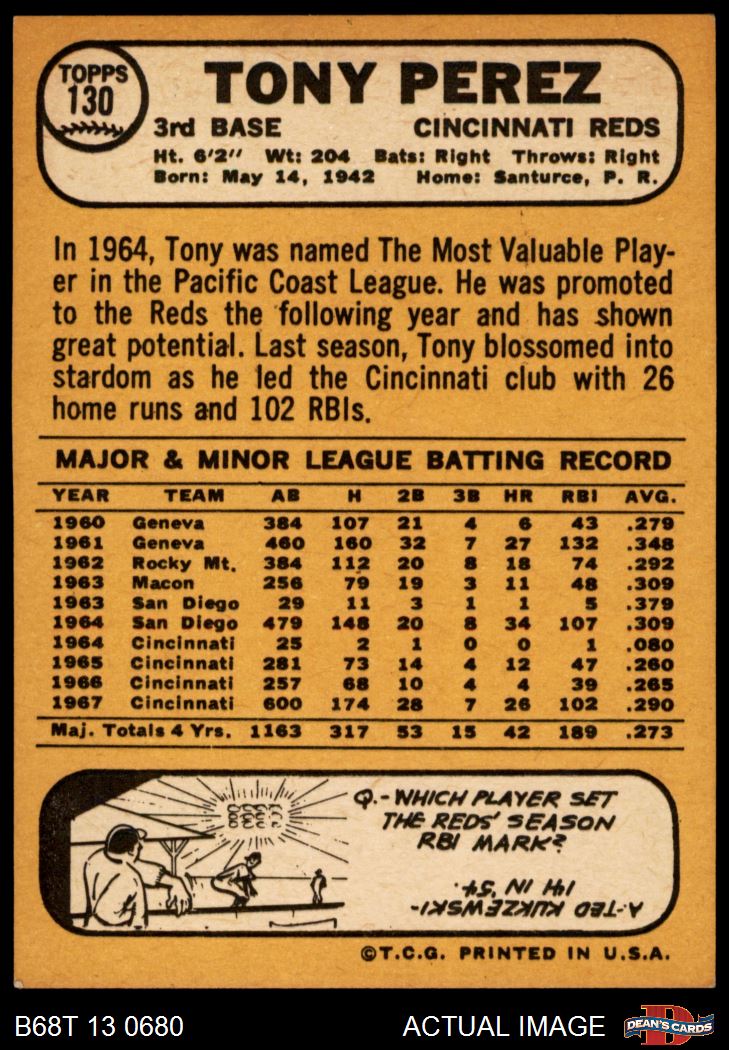 TOPPS
130
TONY PEREZ
3rd BASE CINCINNATI REDS
Ht. 6'2" Wt: 204 Bats: Right Throws: Right
Born: May 14, 1942 Home: Santurce, P. R.
In 1964, Tony was named The Most Valuable Play-
er in the Pacific Coast League. He was promoted
to the Reds the following year and has shown
great potential. Last season, Tony blossomed into
stardom as he led the Cincinnati club with 26
home runs and 102 RBIs.
MAJOR & MINOR LEAGUE BATTING RECORD
YEAR TEAM AB H 2B 3B HR RBI AVG.
1960 Geneva 384 107 21 4 6 43 .279
1961 Geneva 460 160 32 7 27 132 .348
1962 Rocky Mt. 384 112 20 8 18 74 .292
1963 Macon 256 79 19 3 11 48 .309
1963 San Diego 29 11 3 1 1 5 .379
1964 San Diego 479 148 20 8 34 107 .309
1964 Cincinnati 25 2 1 0 0 1 .080
1965 Cincinnati 281 73 14 4 12 47 .260
1966 Cincinnati 257 68 10 4 4 39 .265
1967 Cincinnati 600 174 28 7 26 102 .290
Maj. Totals 4 Yrs. 1163 317 53 15 42 189 .273
Q.-WHICH PLAYER SET
THE REDS' SEASON
RBI MARK?
A-TED KLUKZEWSKI-
141 IN '54.
©T.C.G. PRINTED IN U.S.A.
B68T 13 0680 ACTUAL IMAGE
DEAN'S CARDS